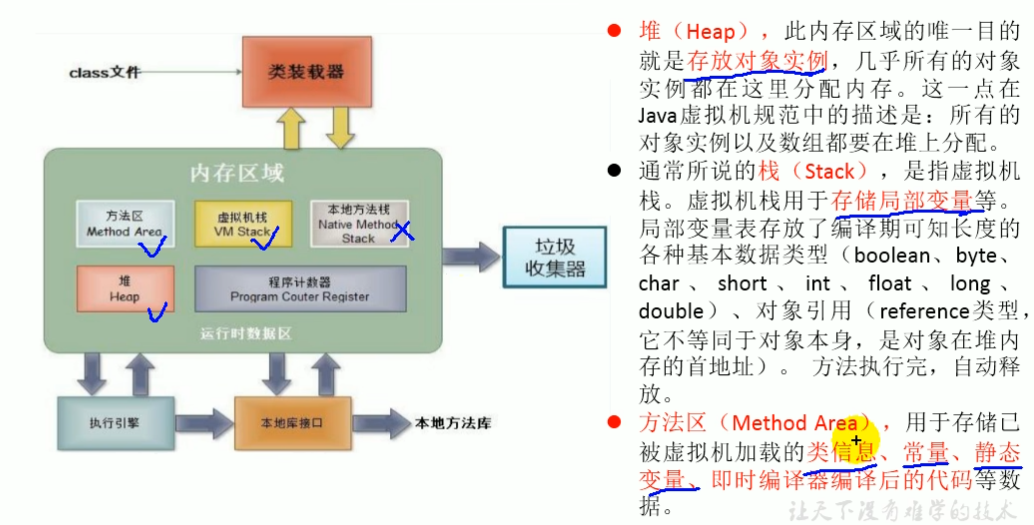 class文件
类装载器
内存区域
方法区
Method Area
虚拟机栈
VM Stack
本地方法栈
Native Method
Stack
堆
Heap
程序计数器
Program Couter Register
运行时数据区
垃圾
收集器
执行引擎
本地库接口
本地方法库
堆（Heap），此内存区域的唯一目的
就是存放对象实例，几乎所有的对象
实例都在这里分配内存。这一点在
Java虚拟机规范中的描述是：所有的
对象实例以及数组都要在堆上分配。
通常所说的栈（Stack），是指虚拟机
栈。虚拟机栈用于存储局部变量等。
局部变量表存放了编译期可知长度的
各种基本数据类型（boolean、byte、
char 、 short 、 int 、 float 、 long 、
double）、对象引用（reference类型，
它不等同于对象本身，是对象在堆内
存的首地址）。 方法执行完，自动释
放。
方法区（Method Area），用于存储已
被虚拟机加载的类信息、常量、静态
变量、即时编译器编译后的代码等数
据。
让天下没有难学的技术